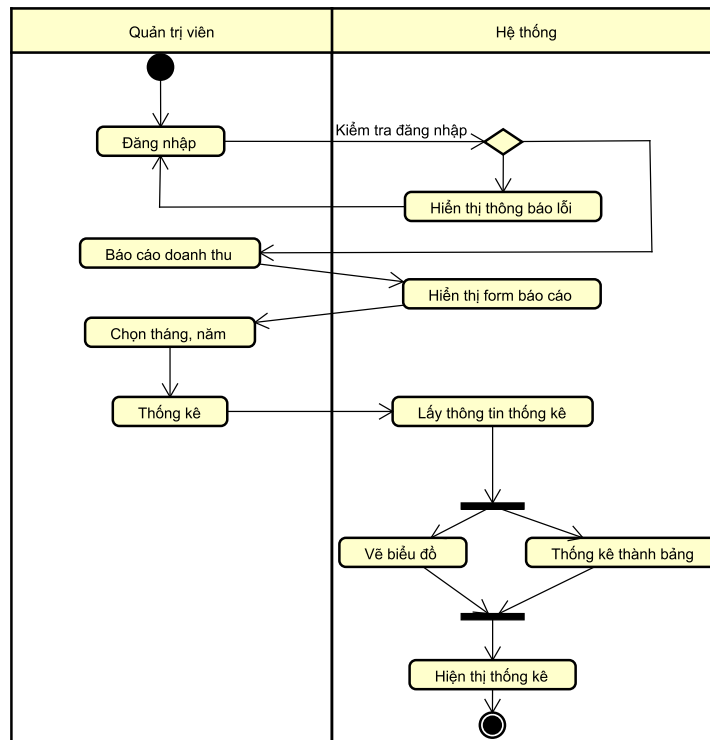 Quản trị viên
Hệ thống
Đăng nhập
Kiểm tra đăng nhập
Hiển thị thông báo lỗi
Báo cáo doanh thu
Hiển thị form báo cáo
Chọn tháng, năm
Thống kê
Lấy thông tin thống kê
Vẽ biểu đồ
Thống kê thành bảng
Hiện thị thống kê